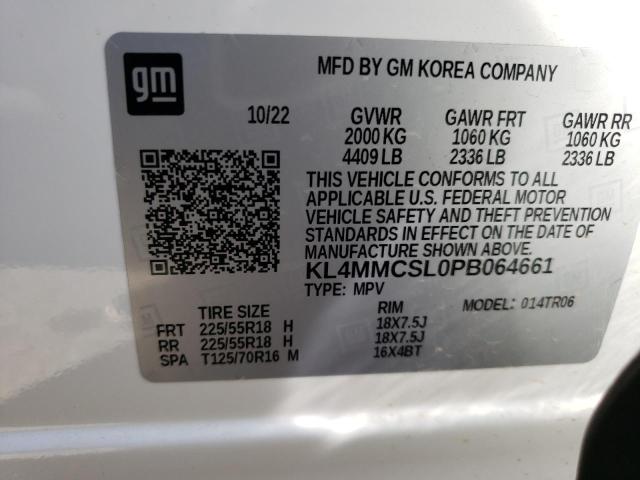 gm
MFD BY GM KOREA COMPANY
10/22 GVWR GAWR FRT GAWR RR
2000 KG 1060 KG 1060 KG
4409 LB 2336 LB 2336 LB
THIS VEHICLE CONFORMS TO ALL
APPLICABLE U.S. FEDERAL MOTOR
VEHICLE SAFETY AND THEFT PREVENTION
STANDARDS IN EFFECT ON THE DATE OF
MANUFACTURE SHOWN ABOVE.
KL4MMCSL0PB064661
TYPE: MPV MODEL: 014TR06
TIRE SIZE RIM
FRT 225/55R18 H 18X7.5J
RR 225/55R18 H 18X7.5J
SPA T125/70R16 M 16X4BT